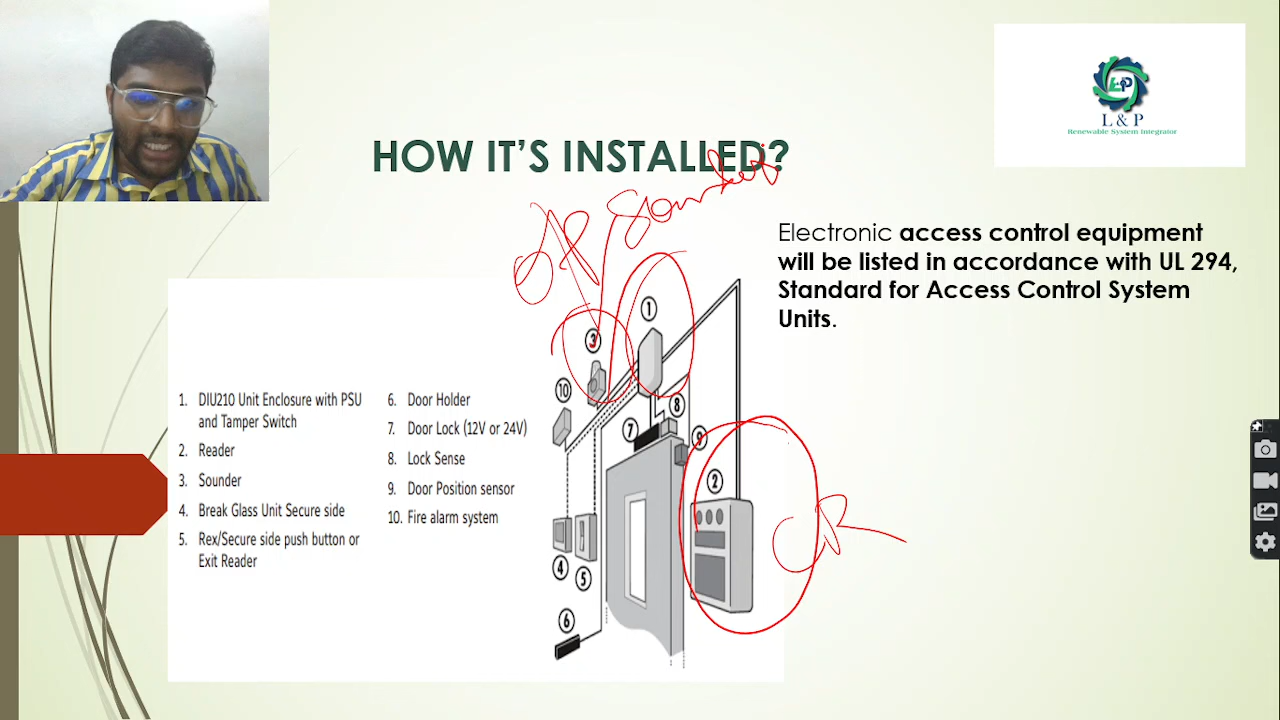 L&P
L & P
Renewable System Integrator
HOW IT'S INSTALLED?
Electronic access control equipment
will be listed in accordance with UL 294,
Standard for Access Control System
Units.
1. DIU210 Unit Enclosure with PSU
and Tamper Switch
2. Reader
3. Sounder
4. Break Glass Unit Secure side
5. Rex/Secure side push button or
Exit Reader
6. Door Holder
7. Door Lock (12V or 24V)
8. Lock Sense
9. Door Position sensor
10. Fire alarm system
1
3
10
8
7
9
2
4
5
6
CR